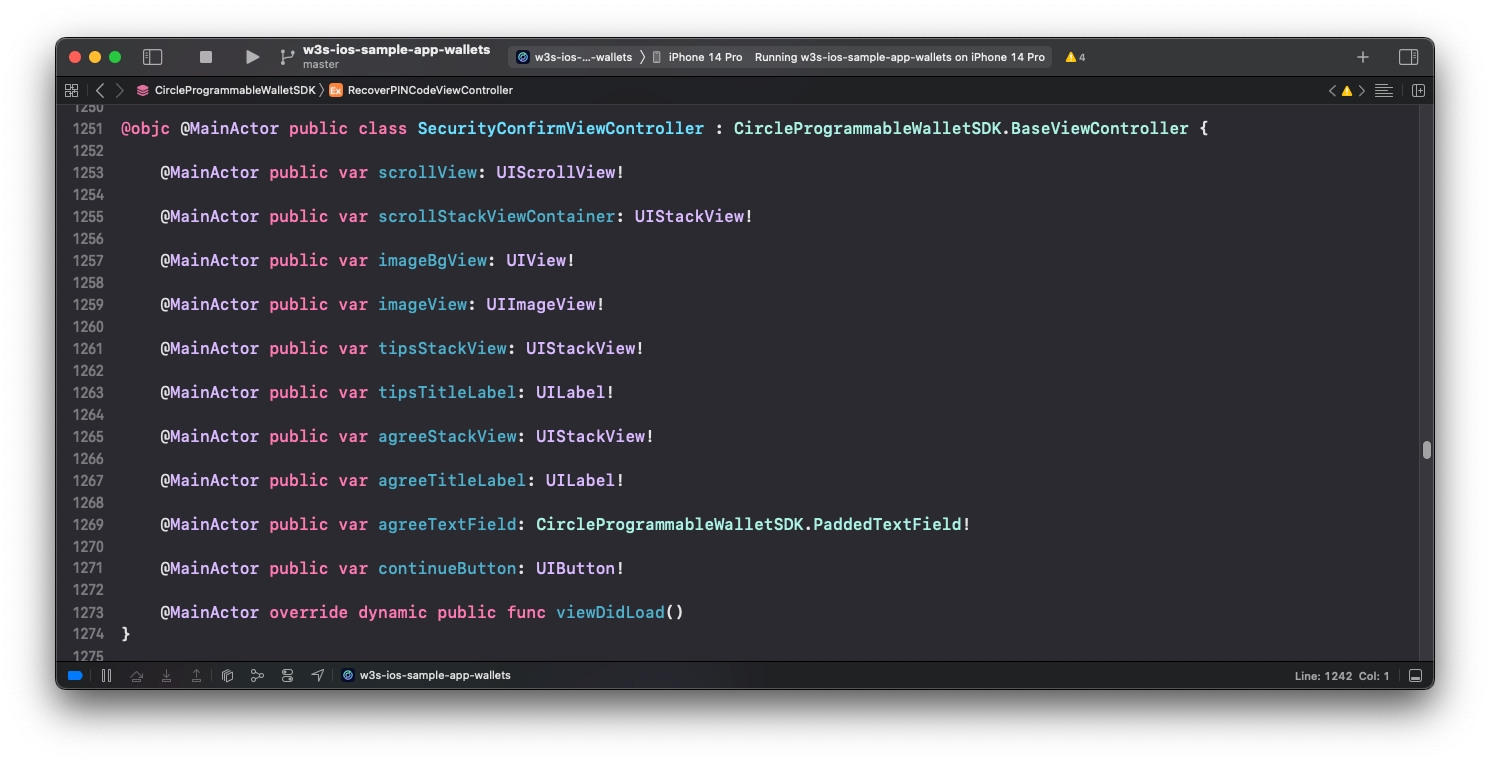 w3s-ios-sample-app-wallets
master
w3s-ios-...-wallets 〉 iPhone 14 Pro Running w3s-ios-sample-app-wallets on iPhone 14 Pro
4
CircleProgrammableWalletSDK 〉 Ex RecoverPINCodeViewController
1250
1251 @objc @MainActor public class SecurityConfirmViewController : CircleProgrammableWalletSDK.BaseViewController {
1252
1253 @MainActor public var scrollView: UIScrollView!
1254
1255 @MainActor public var scrollStackViewContainer: UIStackView!
1256
1257 @MainActor public var imageBgView: UIView!
1258
1259 @MainActor public var imageView: UIImageView!
1260
1261 @MainActor public var tipsStackView: UIStackView!
1262
1263 @MainActor public var tipsTitleLabel: UILabel!
1264
1265 @MainActor public var agreeStackView: UIStackView!
1266
1267 @MainActor public var agreeTitleLabel: UILabel!
1268
1269 @MainActor public var agreeTextField: CircleProgrammableWalletSDK.PaddedTextField!
1270
1271 @MainActor public var continueButton: UIButton!
1272
1273 @MainActor override dynamic public func viewDidLoad()
1274 }
1275
w3s-ios-sample-app-wallets
Line: 1242 Col: 1